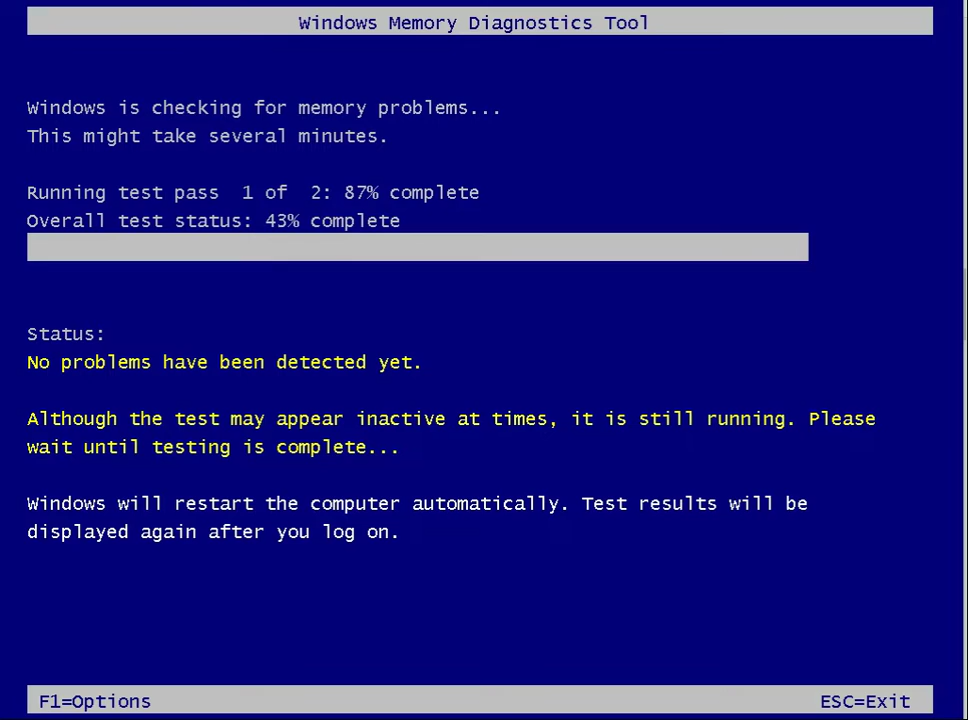 Windows Memory Diagnostics Tool
Windows is checking for memory problems...
This might take several minutes.
Running test pass  1 of  2: 87% complete
Overall test status: 43% complete
Status:
No problems have been detected yet.
Although the test may appear inactive at times, it is still running. Please
wait until testing is complete...
Windows will restart the computer automatically. Test results will be
displayed again after you log on.
F1=Options ESC=Exit